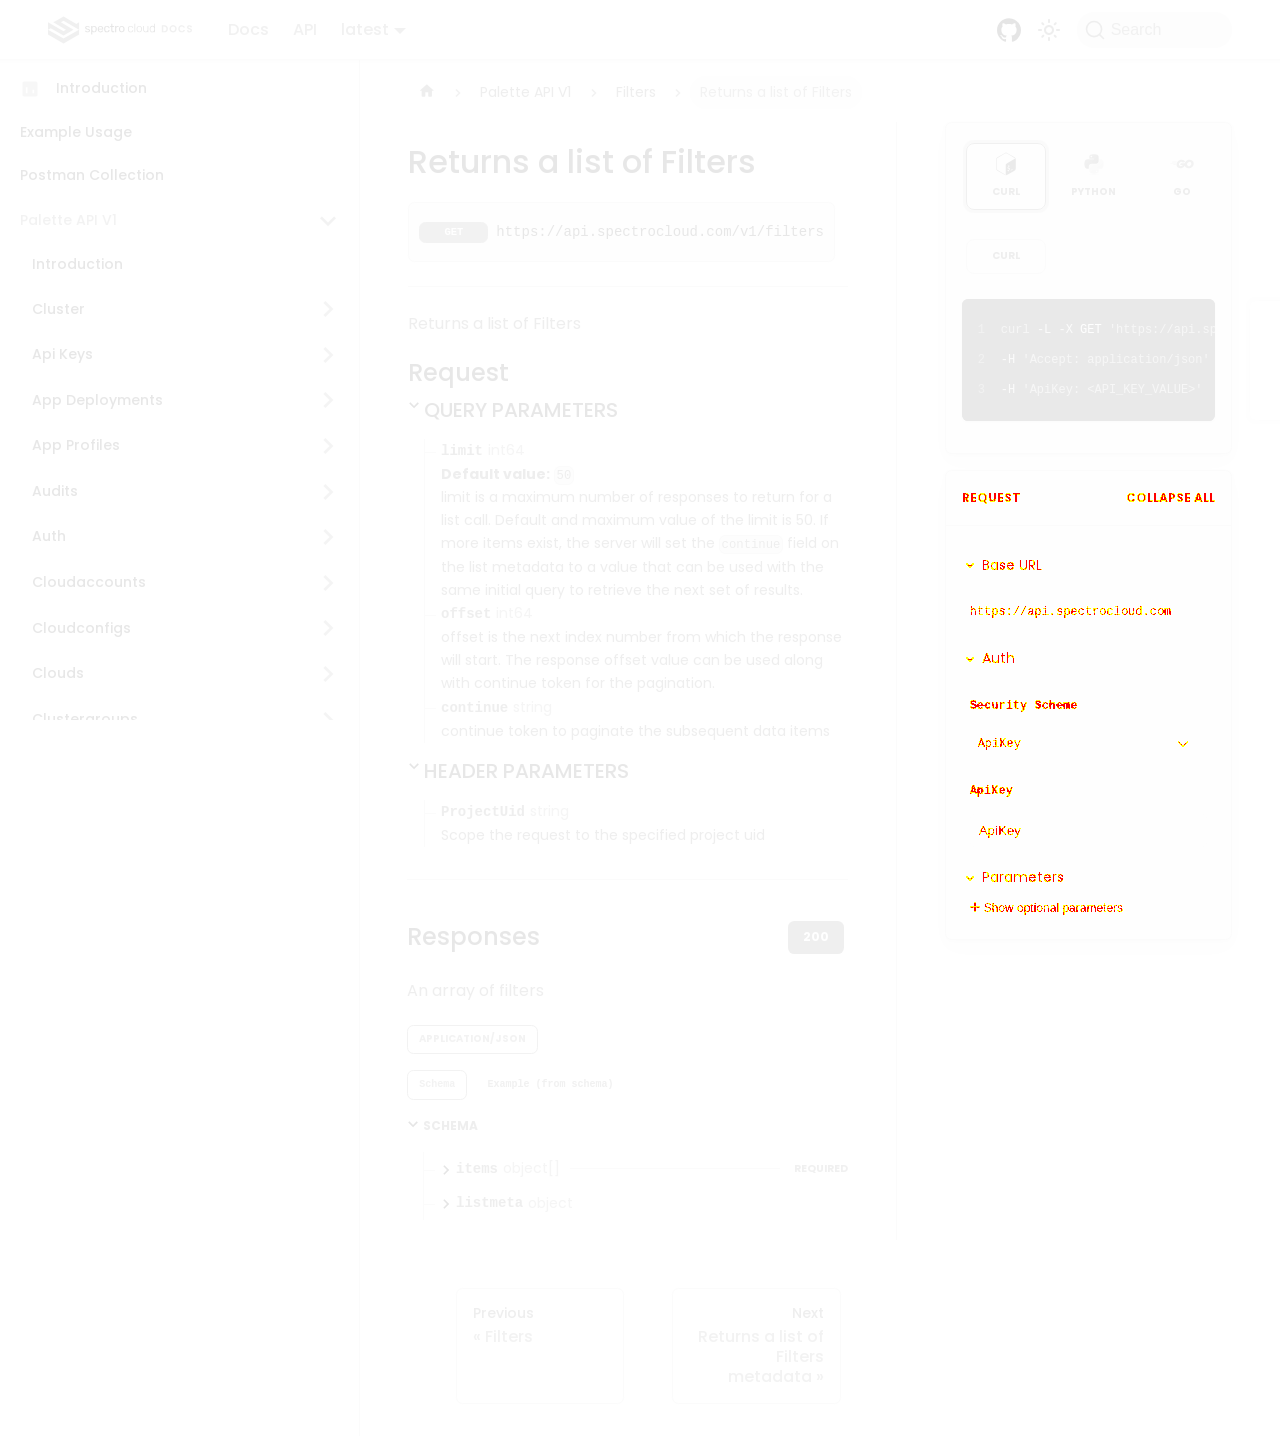 spectro cloud DOCS
Docs
API
latest
Search
Introduction
Example Usage
Postman Collection
Palette API V1
Introduction
Cluster
Api Keys
App Deployments
App Profiles
Audits
Auth
Cloudaccounts
Cloudconfigs
Clouds
Palette API V1
Filters
Returns a list of Filters
Returns a list of Filters
GET https://api.spectrocloud.com/v1/filters
Returns a list of Filters
Request
QUERY PARAMETERS
limit int64
Default value: 50
limit is a maximum number of responses to return for a
list call. Default and maximum value of the limit is 50. If
more items exist, the server will set the continue field on
the list metadata to a value that can be used with the
same initial query to retrieve the next set of results.
offset int64
offset is the next index number from which the response
will start. The response offset value can be used along
with continue token for the pagination.
continue string
continue token to paginate the subsequent data items
HEADER PARAMETERS
ProjectUid string
Scope the request to the specified project uid
Responses
200
An array of filters
APPLICATION/JSON
Schema Example (from schema)
SCHEMA
items object[] REQUIRED
listmeta object
Previous
« Filters
Next
Returns a list of
Filters
metadata »
CURL PYTHON GO
CURL
1 curl -L -X GET 'https://api.sp
2 -H 'Accept: application/json'
3 -H 'ApiKey: <API_KEY_VALUE>'
REQUEST COLLAPSE ALL
Base URL
https://api.spectrocloud.com
Auth
Security Scheme
ApiKey
ApiKey
ApiKey
Parameters
Show optional parameters